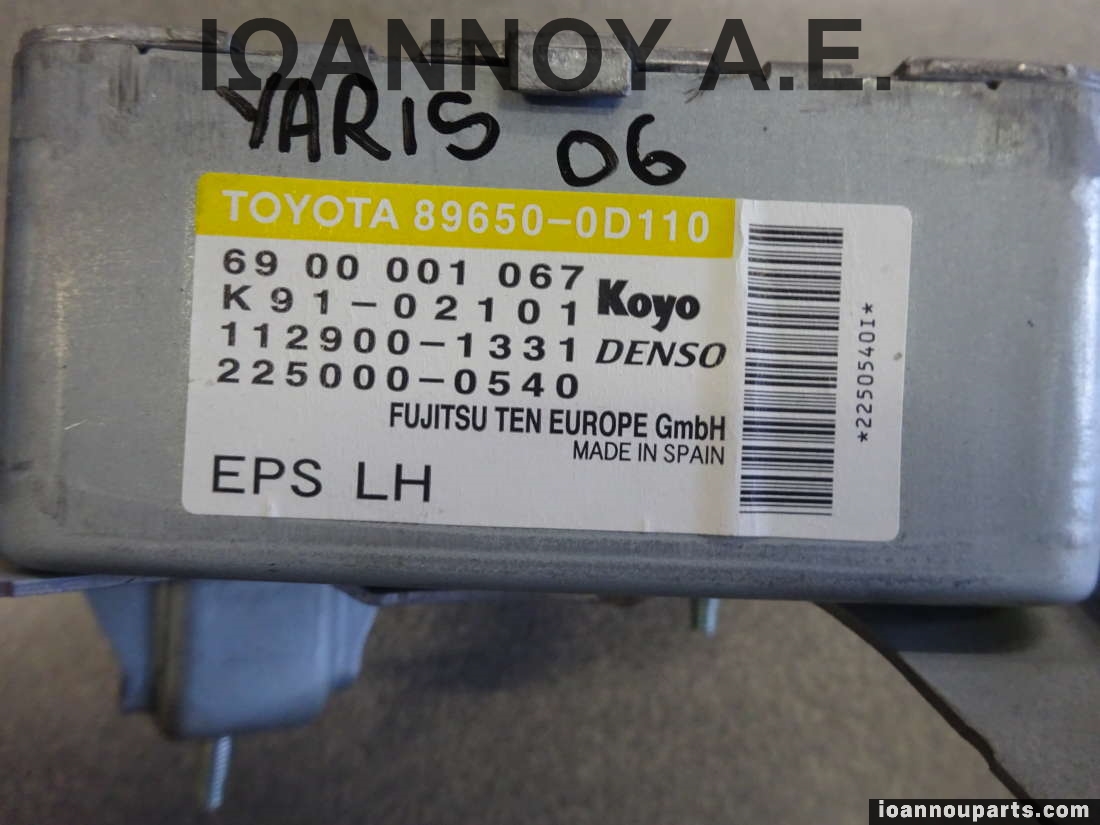 ΙΩΑΝΝΟΥ Α.Ε.
YARIS 06
TOYOTA 89650-0D110
69 00 001 067
K91-02101 Koyo
112900-1331 DENSO
225000-0540
FUJITSU TEN EUROPE GmbH
MADE IN SPAIN
EPS LH
*2250540I*
ioannouparts.com